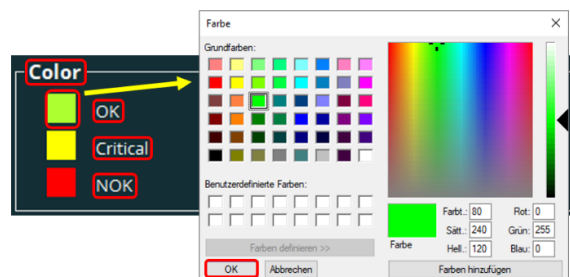 Color
OK
Critical
NOK
Farbe
Grundfarben:
Benutzerdefinierte Farben:
Farben definieren >>
OK
Abbrechen
Farbe
Farbt.: 80
Sätt.: 240
Hell.: 120
Rot: 0
Grün: 255
Blau: 0
Farben hinzufügen